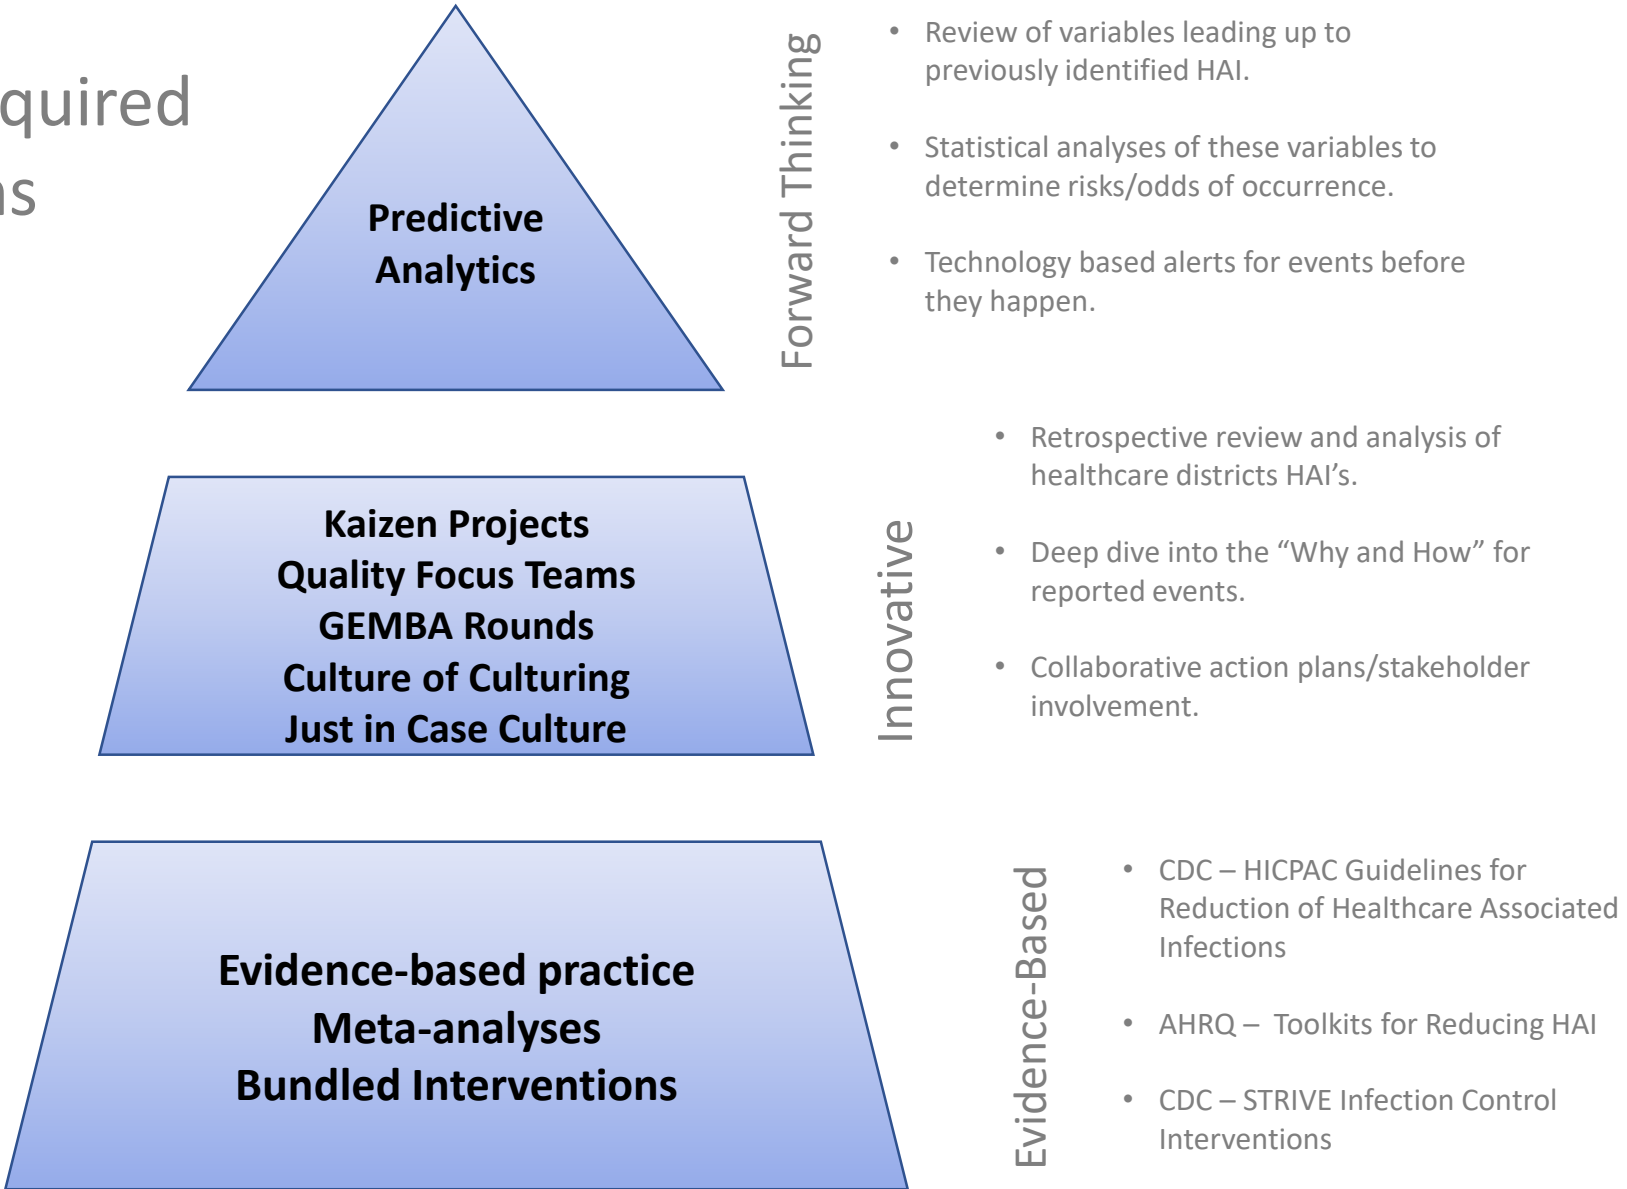 quired
ns
Predictive
Analytics
Forward Thinking
• Review of variables leading up to
previously identified HAI.
• Statistical analyses of these variables to
determine risks/odds of occurrence.
• Technology based alerts for events before
they happen.
Kaizen Projects
Quality Focus Teams
GEMBA Rounds
Culture of Culturing
Just in Case Culture
Innovative
• Retrospective review and analysis of
healthcare districts HAI’s.
• Deep dive into the “Why and How” for
reported events.
• Collaborative action plans/stakeholder
involvement.
Evidence-based practice
Meta-analyses
Bundled Interventions
Evidence-Based
• CDC – HICPAC Guidelines for
Reduction of Healthcare Associated
Infections
• AHRQ – Toolkits for Reducing HAI
• CDC – STRIVE Infection Control
Interventions